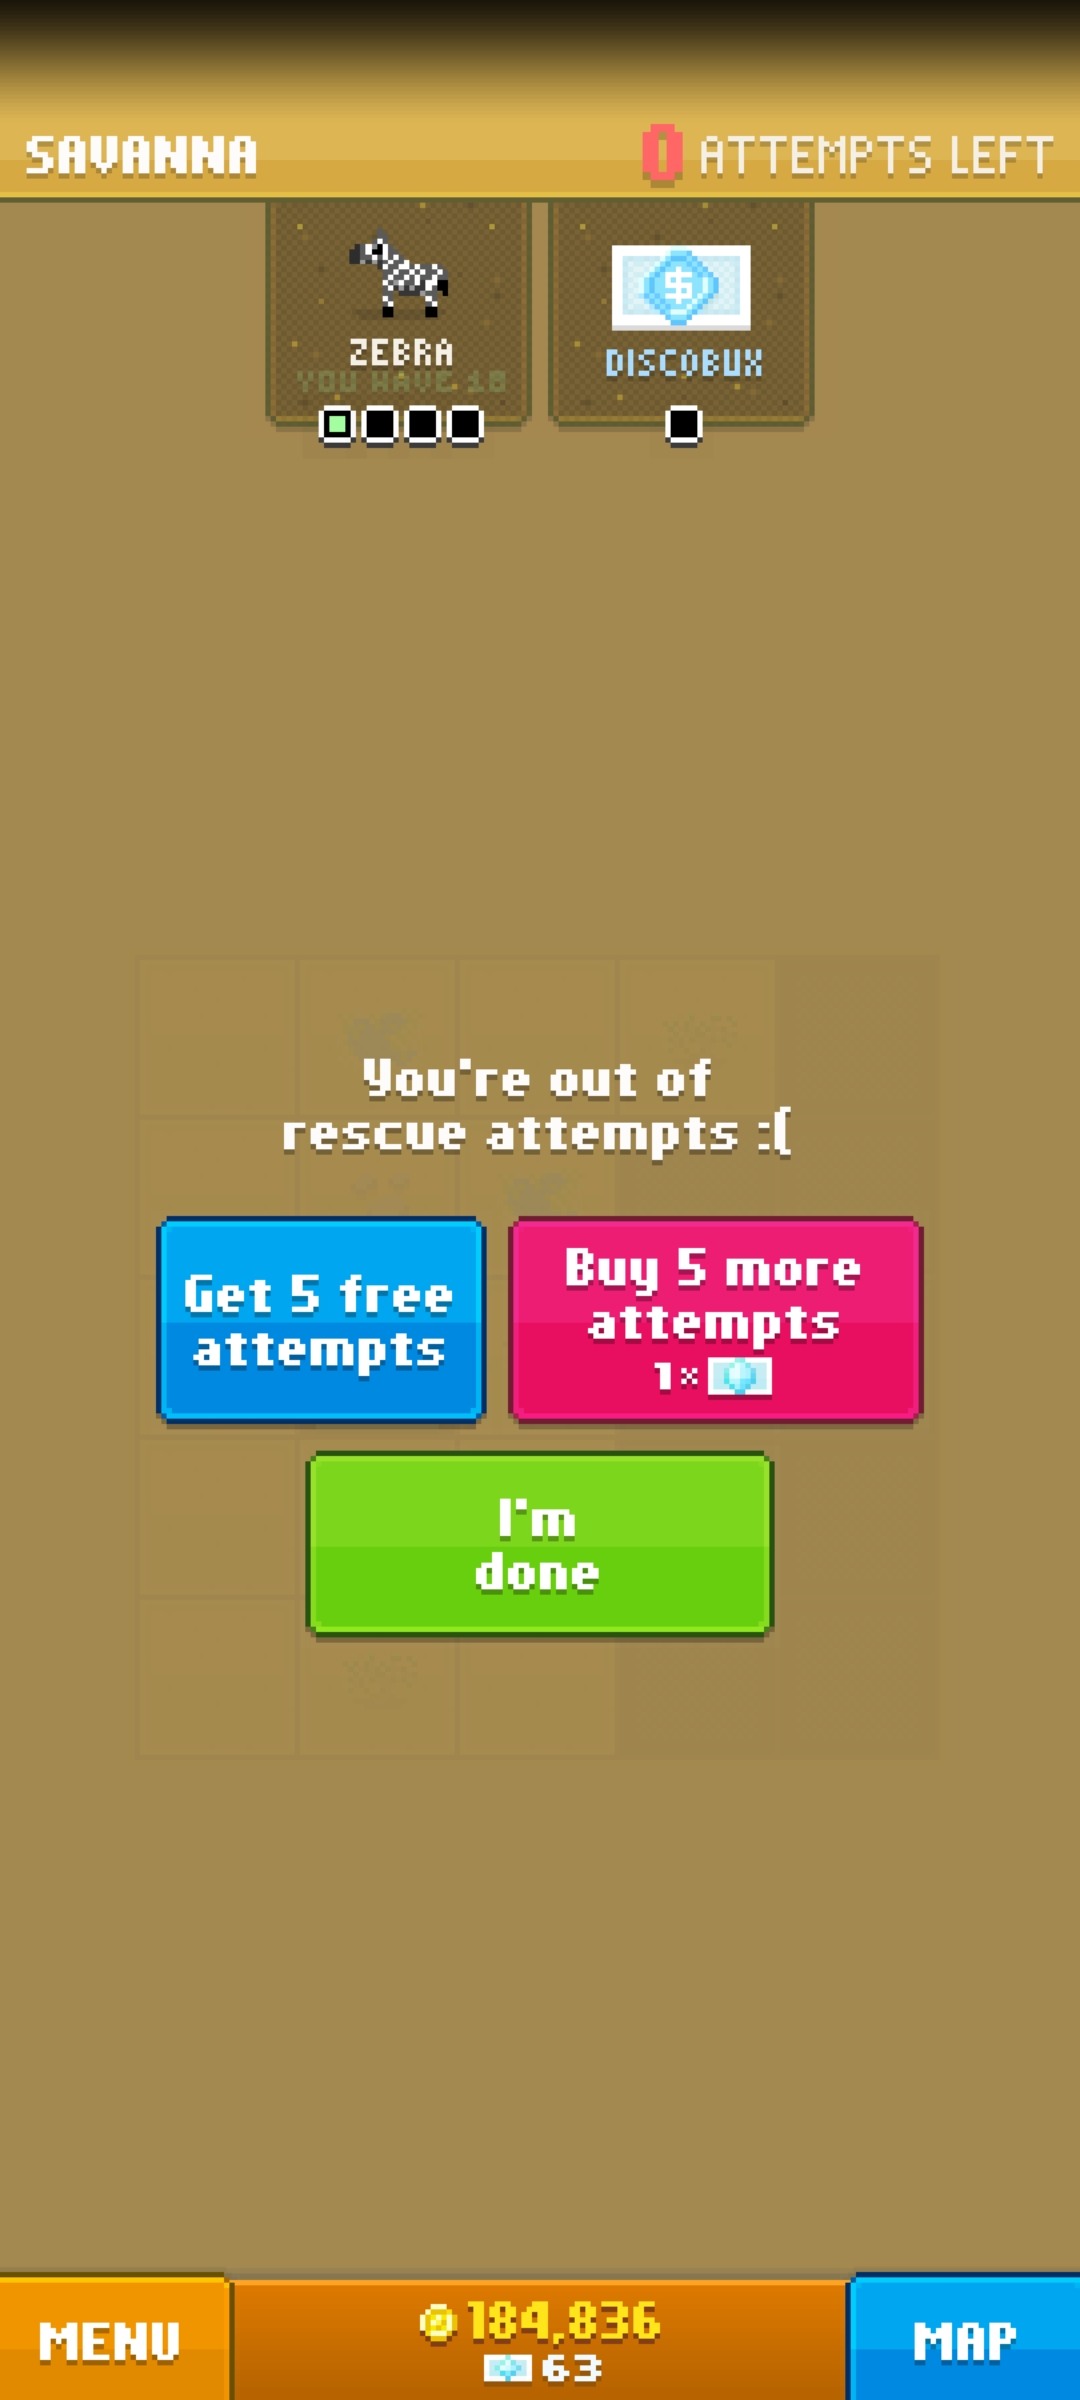 SAVANNA
0 ATTEMPTS LEFT
ZEBRA
YOU HAVE 18
$
DISCOBUX
You're out of
rescue attempts :(
Get 5 free
attempts
Buy 5 more
attempts
1×
I'm
done
MENU
184,836
63
MAP